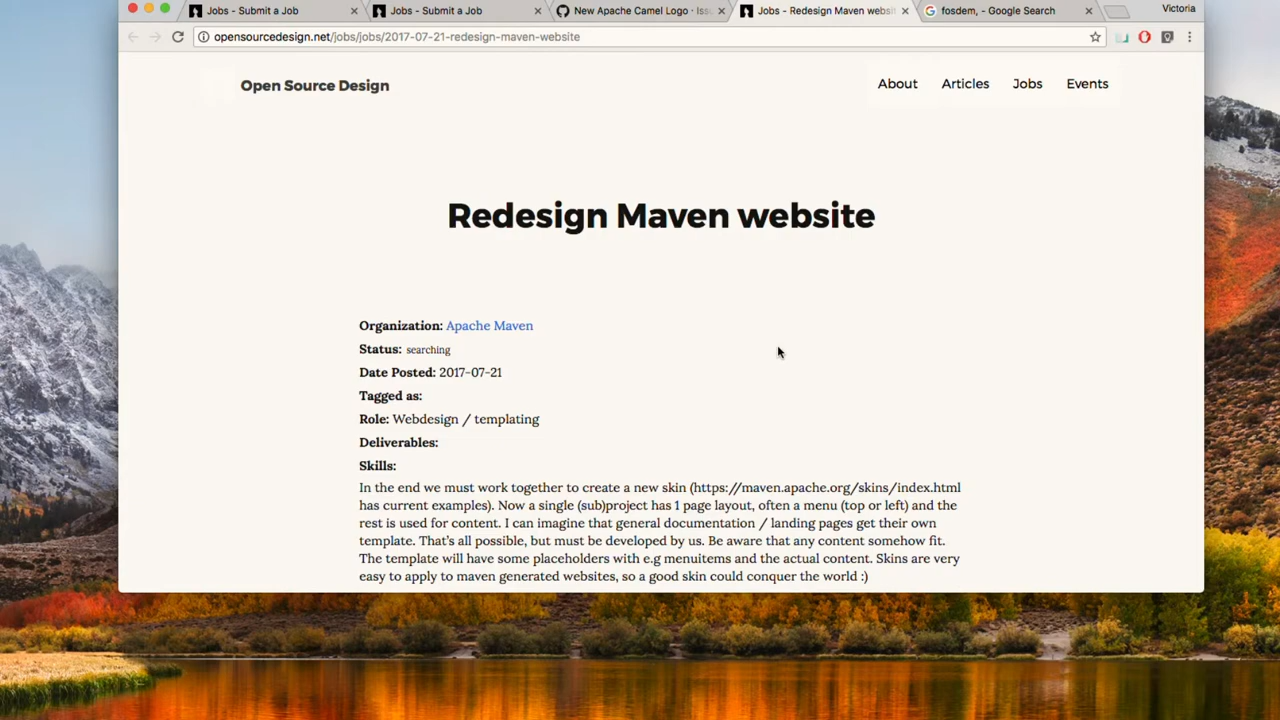 Jobs - Submit a Job
Jobs - Submit a Job
New Apache Camel Logo · Iss
Jobs - Redesign Maven websit
fosdem, - Google Search
Victoria
opensourcedesign.net/jobs/jobs/2017-07-21-redesign-maven-website
Open Source Design
About
Articles
Jobs
Events
Redesign Maven website
Organization: Apache Maven
Status: searching
Date Posted: 2017-07-21
Tagged as:
Role: Webdesign / templating
Deliverables:
Skills:
In the end we must work together to create a new skin (https://maven.apache.org/skins/index.html
has current examples). Now a single (sub)project has 1 page layout, often a menu (top or left) and the
rest is used for content. I can imagine that general documentation / landing pages get their own
template. That's all possible, but must be developed by us. Be aware that any content somehow fit.
The template will have some placeholders with e.g menuitems and the actual content. Skins are very
easy to apply to maven generated websites, so a good skin could conquer the world :)